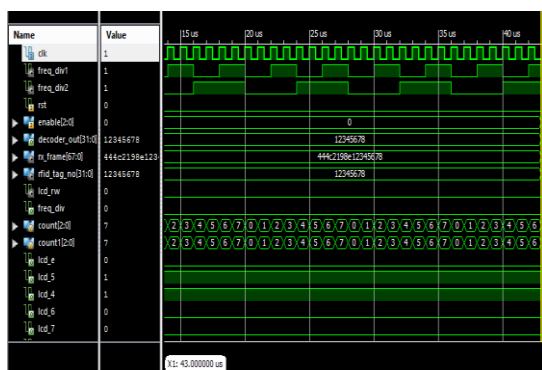 Name Value 15 us 20 us 25 us 30 us 35 us 40 us
clk 1
freq_div1 1
freq_div2 1
rst 0
enable[2:0] 0 0
decoder_out[31:0] 12345678 12345678
rx_frame[67:0] 444c2198e123 444c2198e12345678
rfid_tag_no[31:0] 12345678 12345678
lcd_rw 0
freq_div 0
count[2:0] 7 2 3 4 5 6 7 0 1 2 3 4 5 6 7 0 1 2 3 4 5 6 7 0 1 2 3 4 5 6
count1[2:0] 7 2 3 4 5 6 7 0 1 2 3 4 5 6 7 0 1 2 3 4 5 6 7 0 1 2 3 4 5 6
lcd_e 0
lcd_5 1
lcd_4 1
lcd_6 0
lcd_7 0
X1: 43.000000 us